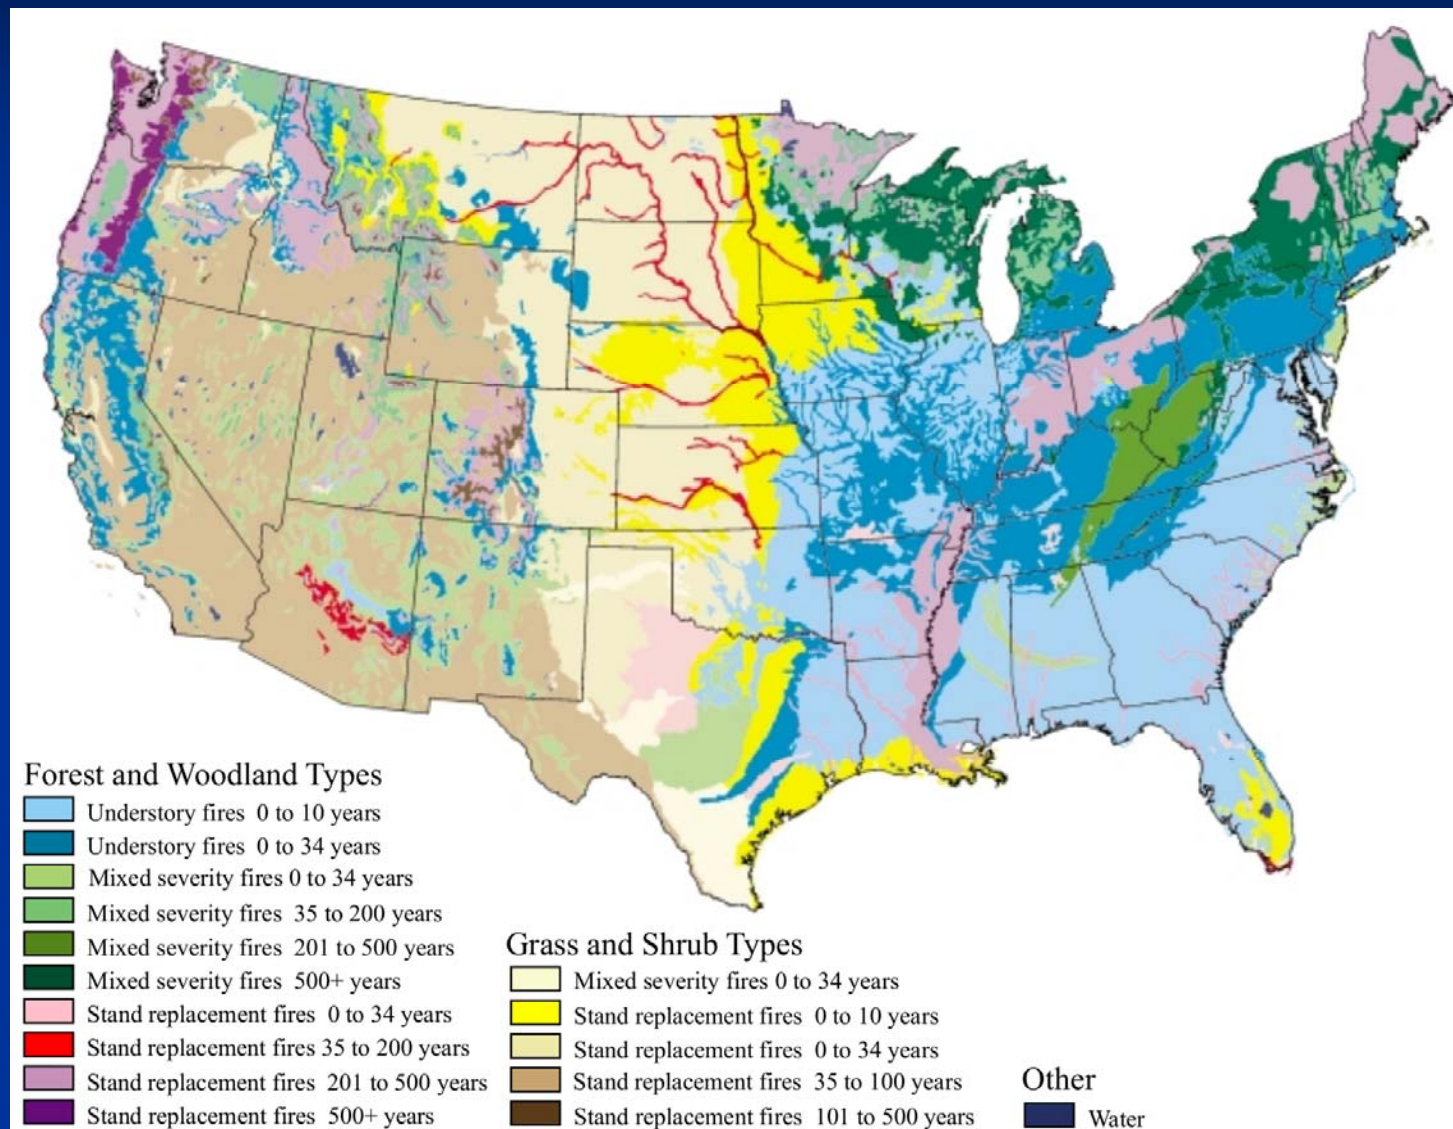 Forest and Woodland Types
Understory fires 0 to 10 years
Understory fires 0 to 34 years
Mixed severity fires 0 to 34 years
Mixed severity fires 35 to 200 years
Mixed severity fires 201 to 500 years
Mixed severity fires 500+ years
Stand replacement fires 0 to 34 years
Stand replacement fires 35 to 200 years
Stand replacement fires 201 to 500 years
Stand replacement fires 500+ years
Grass and Shrub Types
Mixed severity fires 0 to 34 years
Stand replacement fires 0 to 10 years
Stand replacement fires 0 to 34 years
Stand replacement fires 35 to 100 years
Stand replacement fires 101 to 500 years
Other
Water